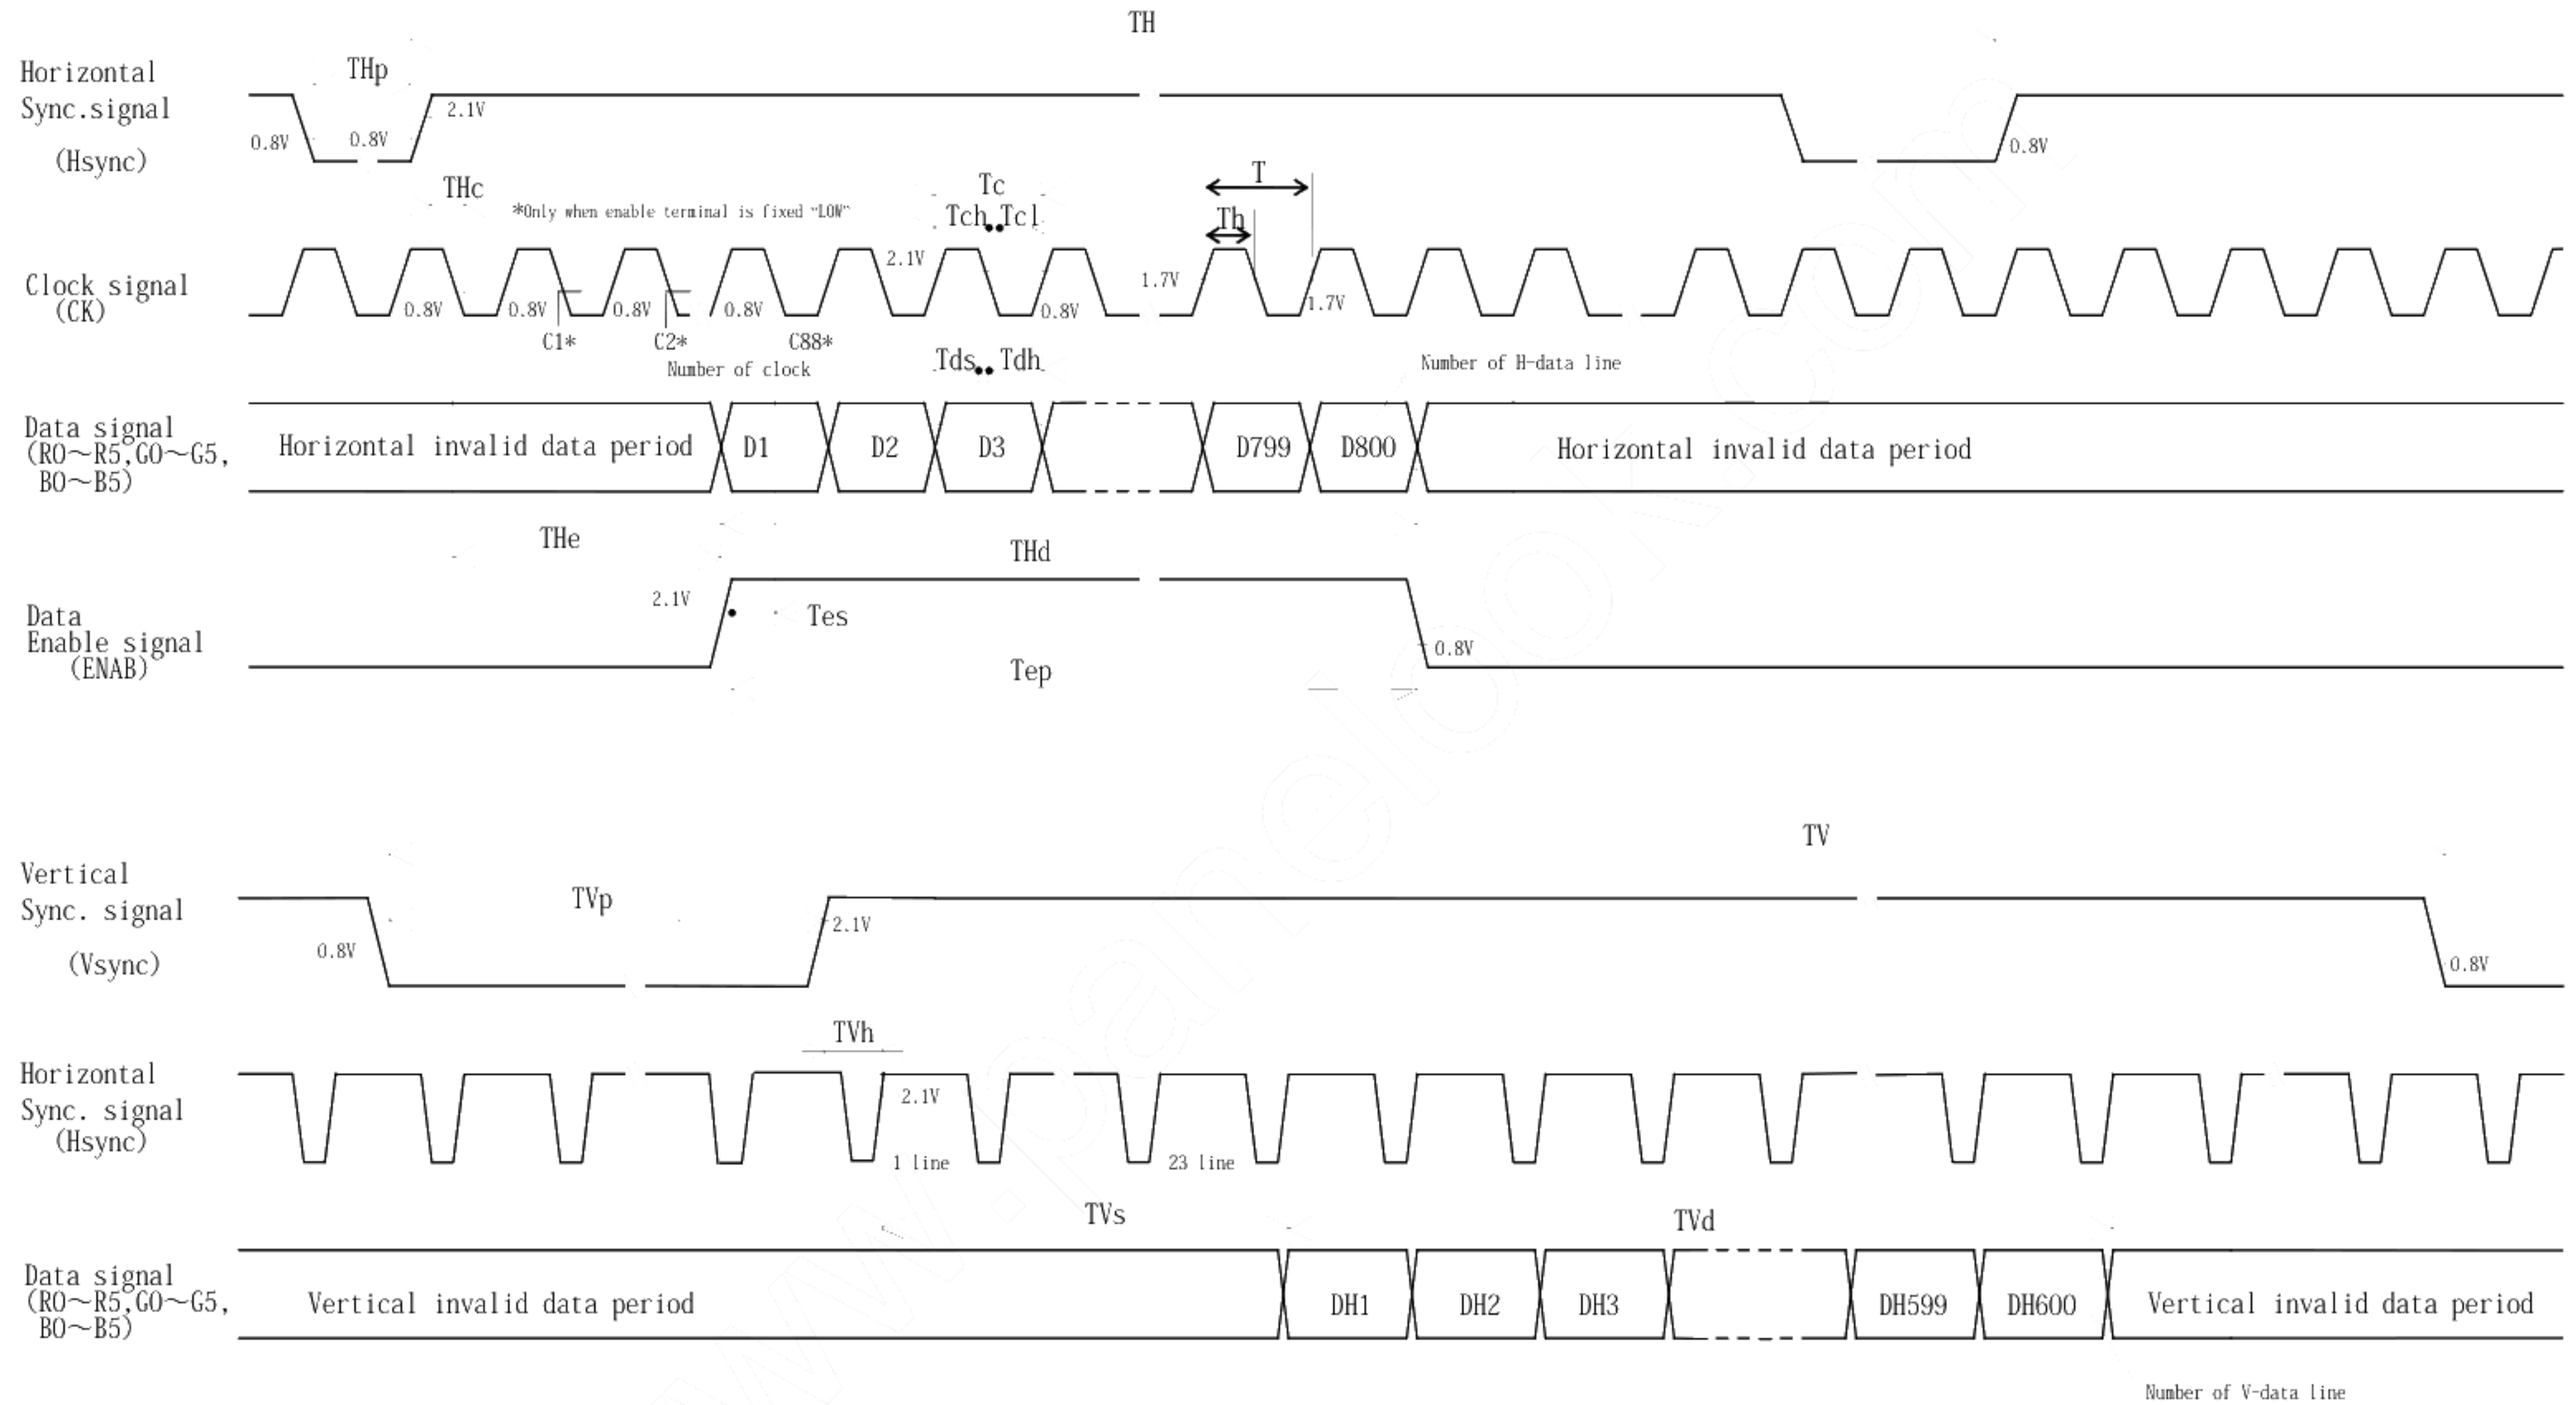 TH
Horizontal
Sync.signal
(Hsync)
THp
0.8V
0.8V
2.1V
0.8V
THc
*Only when enable terminal is fixed "LOW"
Tc
Tch Tcl
T
Th
Clock signal
(CK)
0.8V
0.8V
0.8V
0.8V
2.1V
0.8V
1.7V
1.7V
C1*
C2*
C88*
Number of clock
Tds Tdh
Number of H-data line
Data signal
(R0~R5,G0~G5,
B0~B5)
Horizontal invalid data period
D1
D2
D3
D799
D800
Horizontal invalid data period
THe
THd
2.1V
Tes
Data
Enable signal
(ENAB)
0.8V
Tep
TV
Vertical
Sync. signal
(Vsync)
TVp
0.8V
2.1V
0.8V
TVh
Horizontal
Sync. signal
(Hsync)
2.1V
1 line
23 line
TVs
TVd
Data signal
(R0~R5,G0~G5,
B0~B5)
Vertical invalid data period
DH1
DH2
DH3
DH599
DH600
Vertical invalid data period
Number of V-data line
www.panelook.com